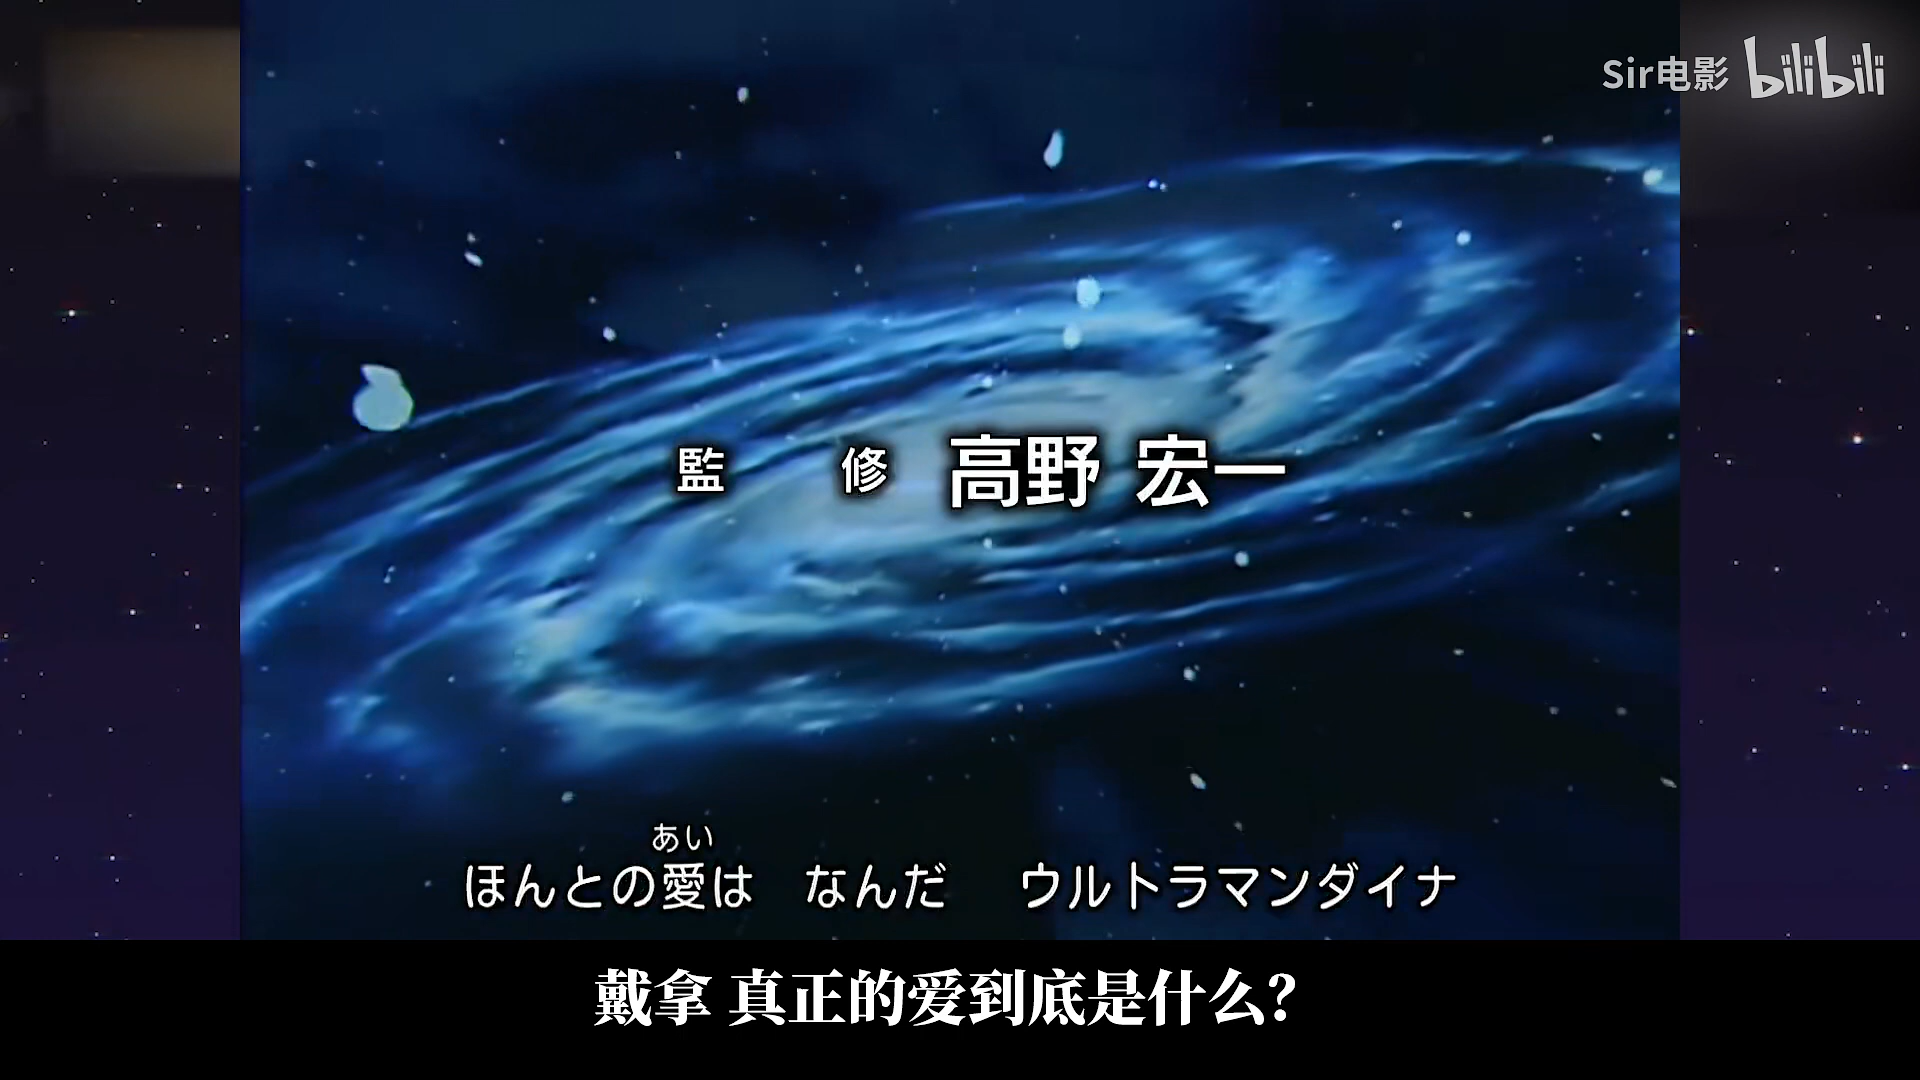 Sir电影 bilibili
監 修 高野 宏一
あい
ほんとの愛は なんだ ウルトラマンダイナ
戴拿 真正的爱到底是什么?